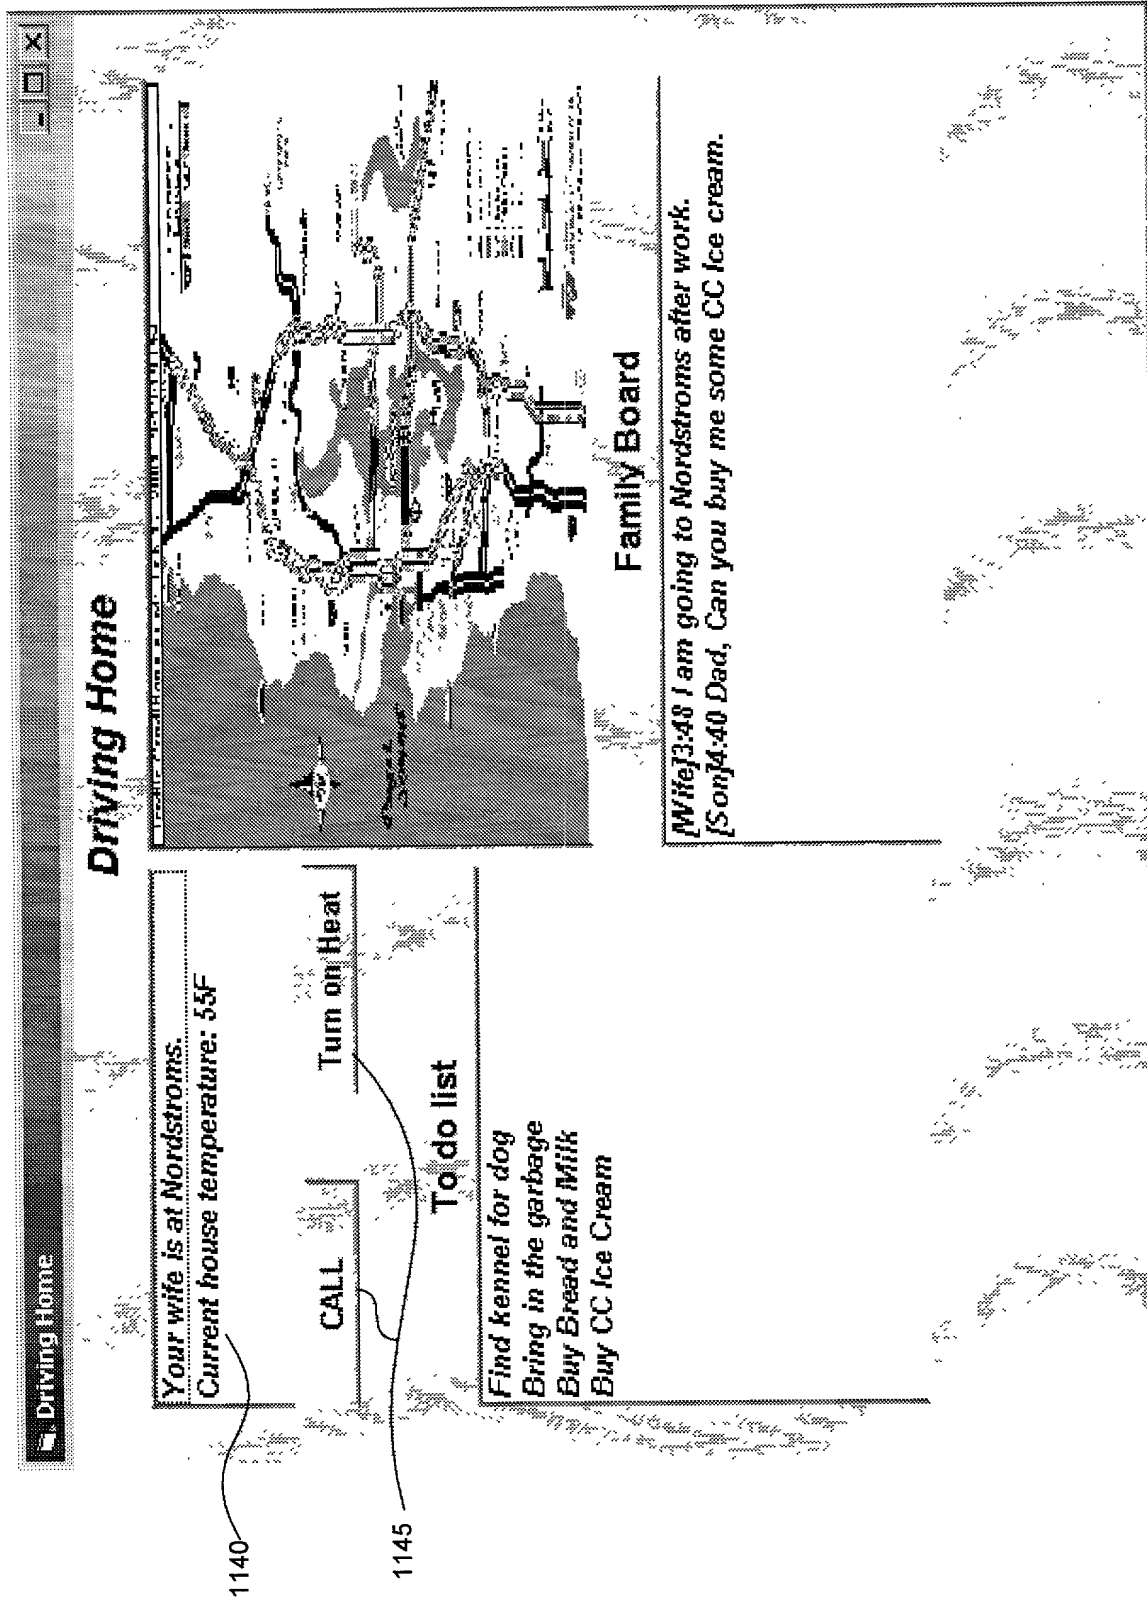 Driving Home
Driving Home
Your wife is at Nordstroms.
Current house temperature: 55F
CALL
Turn on Heat
To do list
Find kennel for dog
Bring in the garbage
Buy Bread and Milk
Buy CC Ice Cream
Family Board
[Wife]3:48 I am going to Nordstroms after work.
[Son]4:40 Dad, Can you buy me some CC Ice cream.
1140
1145